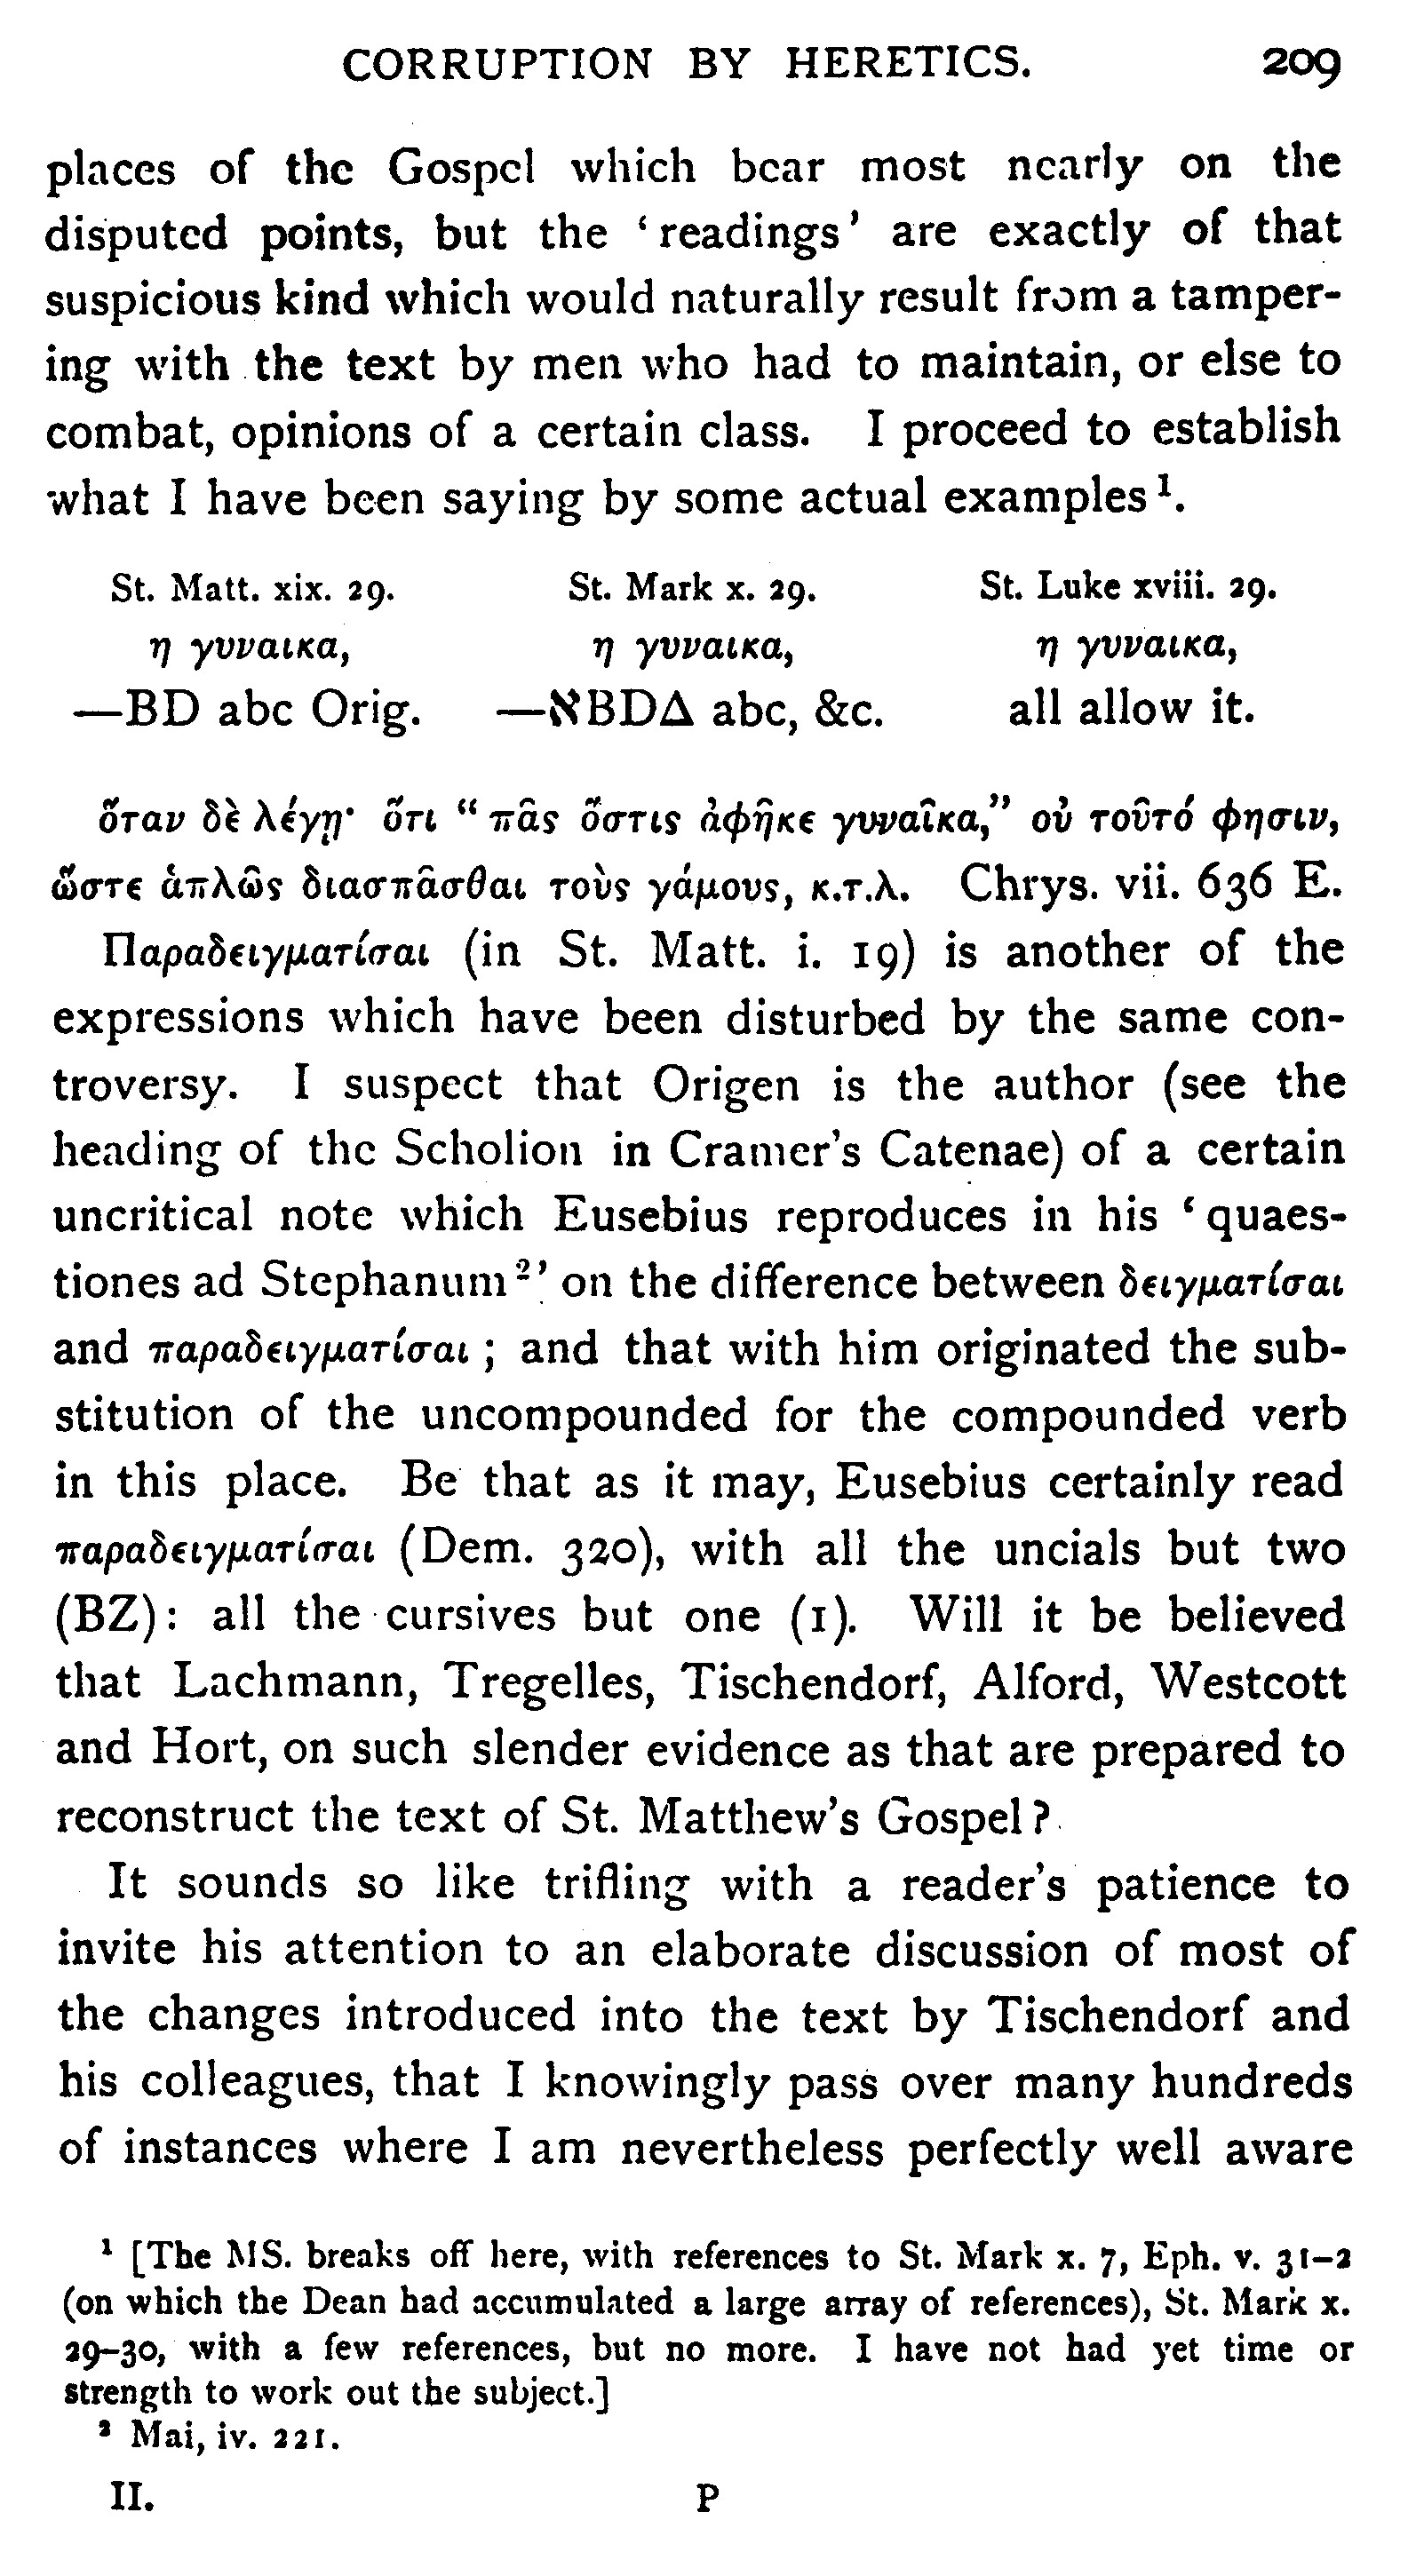 CORRUPTION BY HERETICS. 209
places of the Gospel which bear most nearly on the
disputed points, but the ‘readings’ are exactly of that
suspicious kind which would naturally result from a tamper-
ing with the text by men who had to maintain, or else to
combat, opinions of a certain class. I proceed to establish
what I have been saying by some actual examples ¹.
St. Matt. xix. 29. St. Mark x. 29. St. Luke xviii. 29.
η γυναικα, η γυναικα, η γυναικα,
—BD abc Orig. —אBDΔ abc, &c. all allow it.
ὅταν δὲ λέγῃ· ὅτι “πᾶς ὅστις ἀφῆκε γυναῖκα,” οὐ τοῦτό φησιν,
ὥστε ἁπλῶς διασπᾶσθαι τοὺς γάμους, κ.τ.λ. Chrys. vii. 636 E.
Παραδειγματίσαι (in St. Matt. i. 19) is another of the
expressions which have been disturbed by the same con-
troversy. I suspect that Origen is the author (see the
heading of the Scholion in Cramer’s Catenae) of a certain
uncritical note which Eusebius reproduces in his ‘quaes-
tiones ad Stephanum ²’ on the difference between δειγματίσαι
and παραδειγματίσαι; and that with him originated the sub-
stitution of the uncompounded for the compounded verb
in this place. Be that as it may, Eusebius certainly read
παραδειγματίσαι (Dem. 320), with all the uncials but two
(BZ): all the cursives but one (1). Will it be believed
that Lachmann, Tregelles, Tischendorf, Alford, Westcott
and Hort, on such slender evidence as that are prepared to
reconstruct the text of St. Matthew’s Gospel?
It sounds so like trifling with a reader’s patience to
invite his attention to an elaborate discussion of most of
the changes introduced into the text by Tischendorf and
his colleagues, that I knowingly pass over many hundreds
of instances where I am nevertheless perfectly well aware
¹ [The MS. breaks off here, with references to St. Mark x. 7, Eph. v. 31–2
(on which the Dean had accumulated a large array of references), St. Mark x.
29–30, with a few references, but no more. I have not had yet time or
strength to work out the subject.]
² Mai, iv. 221.
II. P